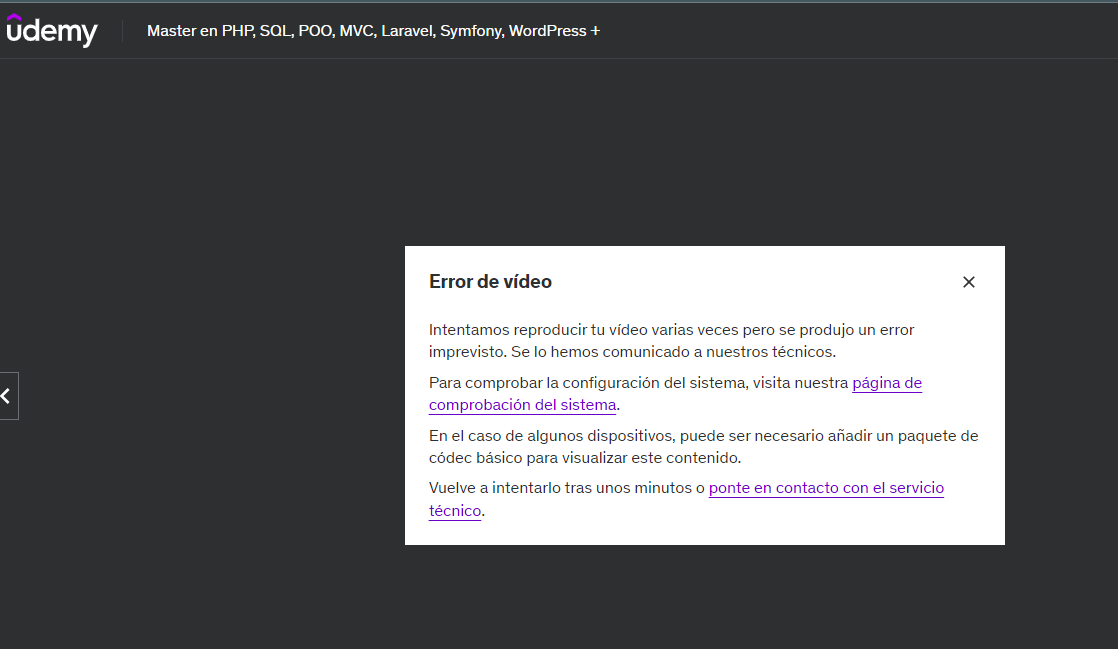 udemy
Master en PHP, SQL, POO, MVC, Laravel, Symfony, WordPress +
Error de vídeo
Intentamos reproducir tu vídeo varias veces pero se produjo un error
imprevisto. Se lo hemos comunicado a nuestros técnicos.
Para comprobar la configuración del sistema, visita nuestra página de
comprobación del sistema.
En el caso de algunos dispositivos, puede ser necesario añadir un paquete de
códec básico para visualizar este contenido.
Vuelve a intentarlo tras unos minutos o ponte en contacto con el servicio
técnico.